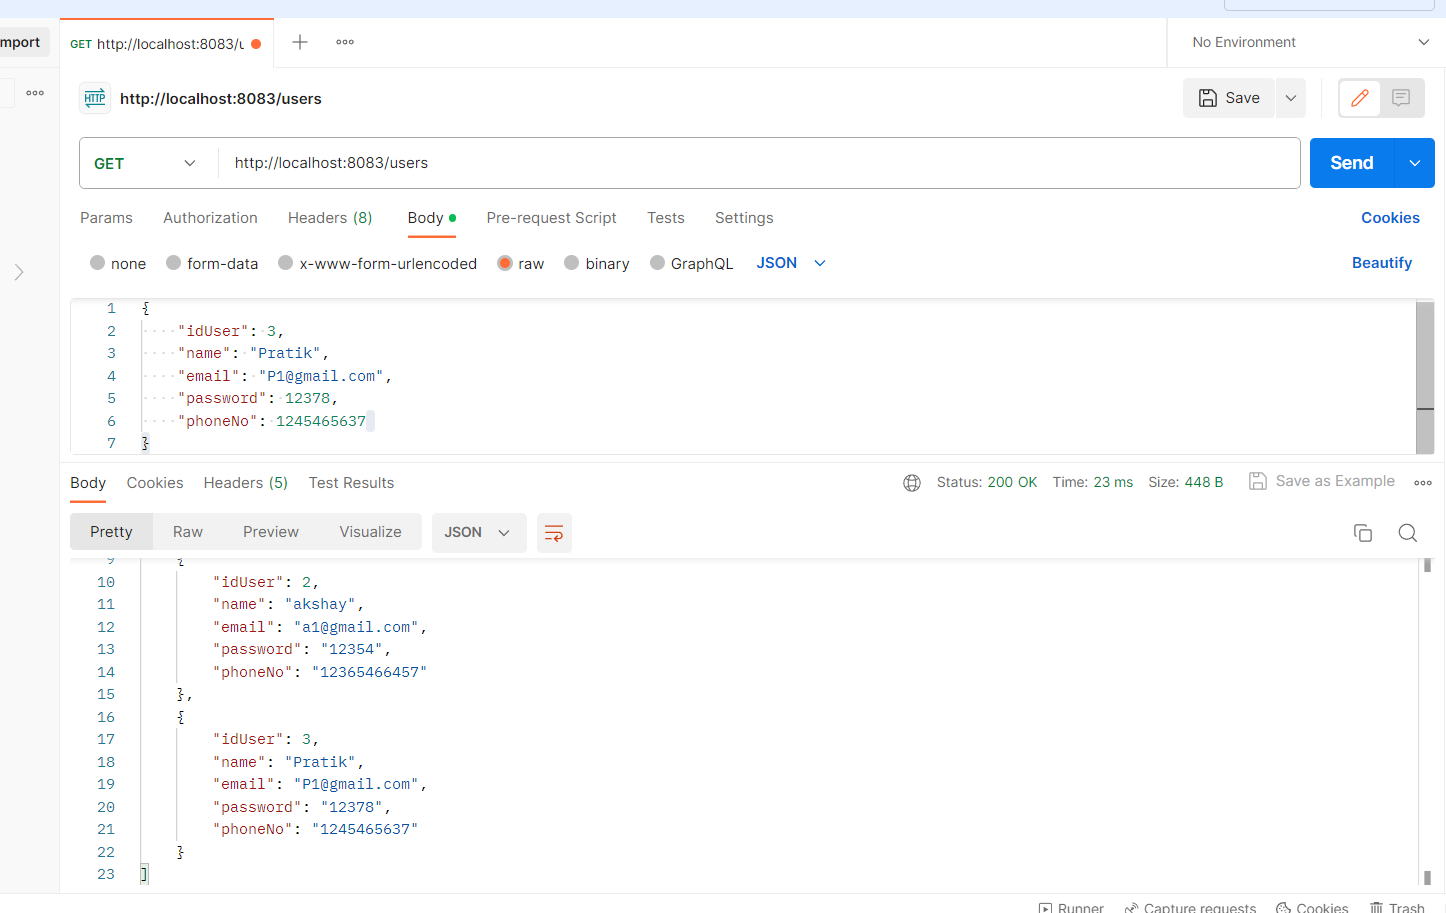 mport
GET http://localhost:8083/u
No Environment
HTTP http://localhost:8083/users
Save
GET http://localhost:8083/users
Send
Params Authorization Headers (8) Body Pre-request Script Tests Settings Cookies
none form-data x-www-form-urlencoded raw binary GraphQL JSON Beautify
1 {
2 "idUser": 3,
3 "name": "Pratik",
4 "email": "P1@gmail.com",
5 "password": 12378,
6 "phoneNo": 1245465637
7 }
Body Cookies Headers (5) Test Results Status: 200 OK Time: 23 ms Size: 448 B Save as Example
Pretty Raw Preview Visualize JSON
9 {
10 "idUser": 2,
11 "name": "akshay",
12 "email": "a1@gmail.com",
13 "password": "12354",
14 "phoneNo": "12365466457"
15 },
16 {
17 "idUser": 3,
18 "name": "Pratik",
19 "email": "P1@gmail.com",
20 "password": "12378",
21 "phoneNo": "1245465637"
22 }
23 ]
Runner Capture requests Cookies Trash